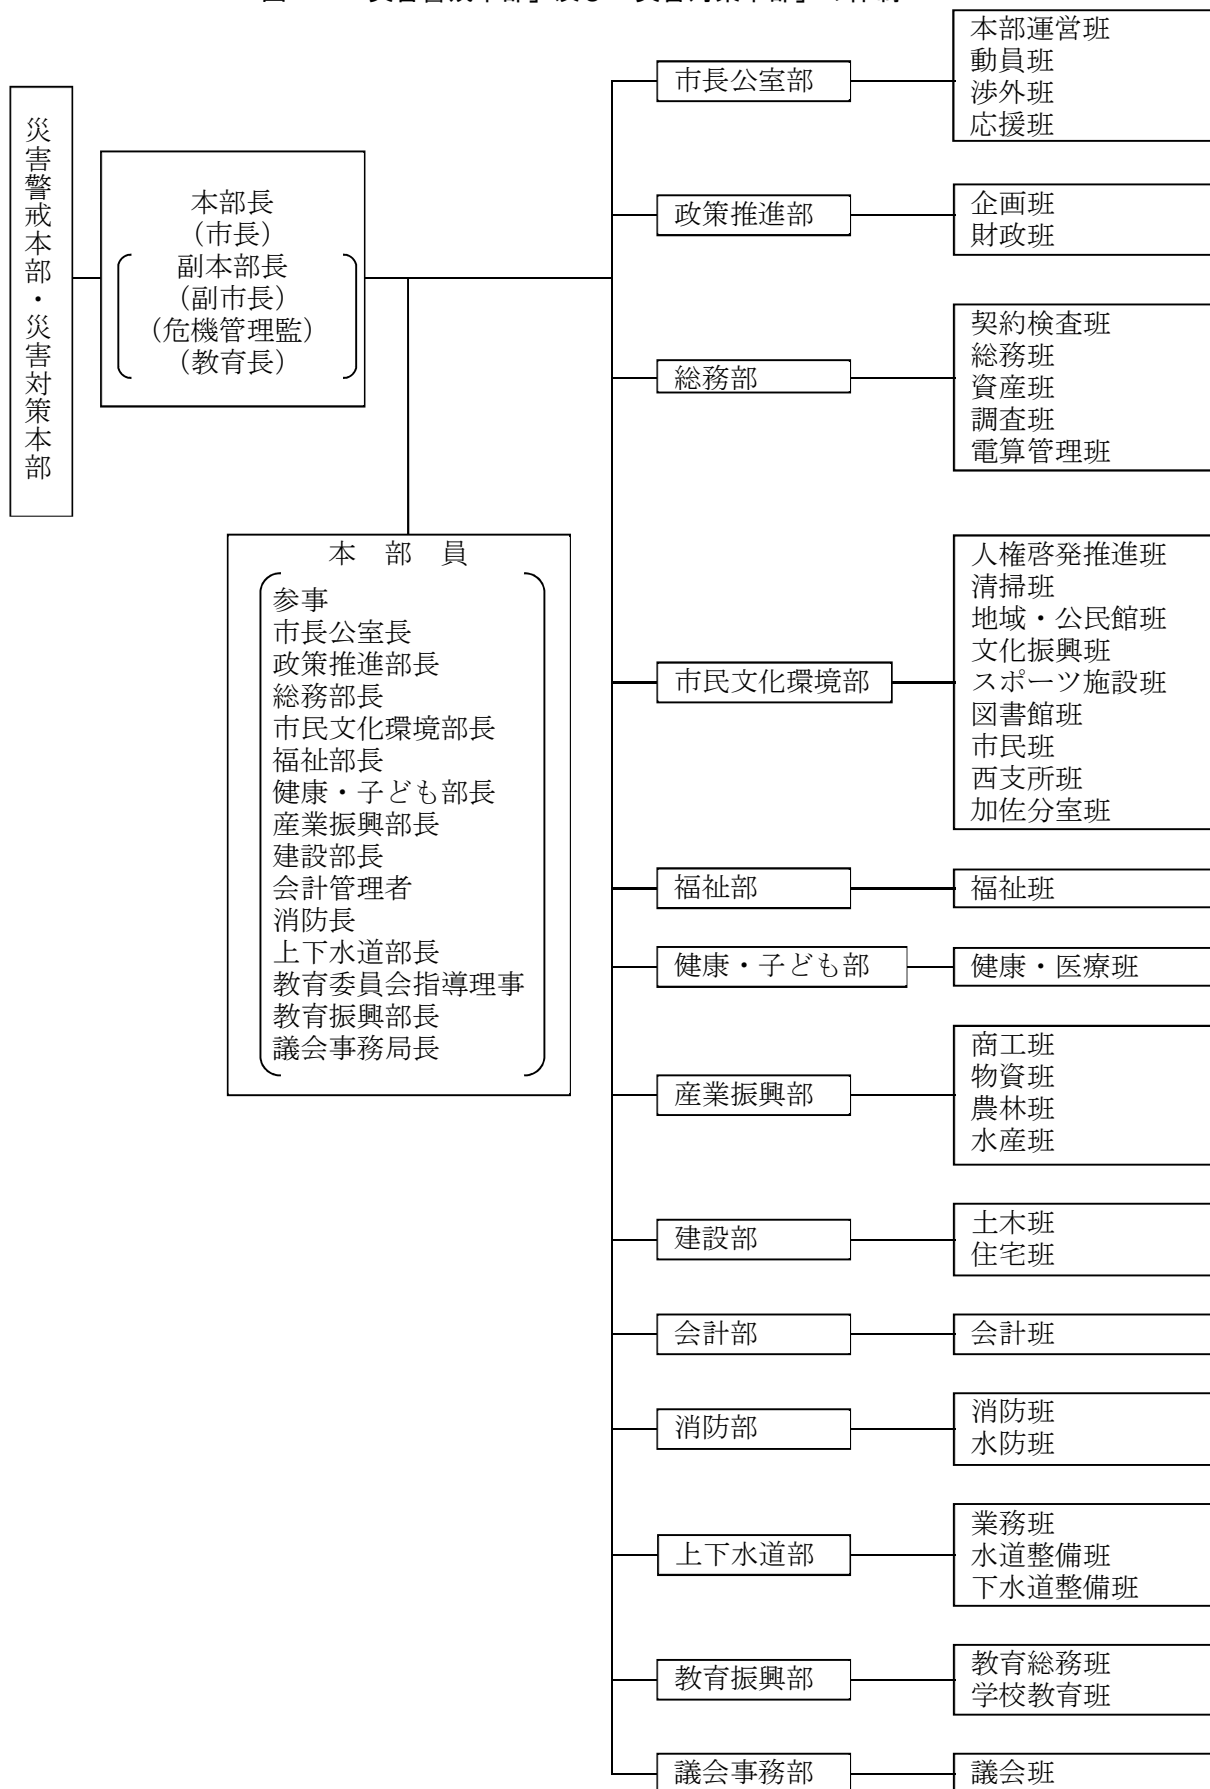 災害警戒本部・災害対策本部
本部長
(市長)
副本部長
(副市長)
(危機管理監)
(教育長)
本　部　員
参事
市長公室長
政策推進部長
総務部長
市民文化環境部長
福祉部長
健康・子ども部長
産業振興部長
建設部長
会計管理者
消防長
上下水道部長
教育委員会指導理事
教育振興部長
議会事務局長
市長公室部
本部運営班
動員班
渉外班
応援班
政策推進部
企画班
財政班
総務部
契約検査班
総務班
資産班
調査班
電算管理班
市民文化環境部
人権啓発推進班
清掃班
地域・公民館班
文化振興班
スポーツ施設班
図書館班
市民班
西支所班
加佐分室班
福祉部
福祉班
健康・子ども部
健康・医療班
産業振興部
商工班
物資班
農林班
水産班
建設部
土木班
住宅班
会計部
会計班
消防部
消防班
水防班
上下水道部
業務班
水道整備班
下水道整備班
教育振興部
教育総務班
学校教育班
議会事務部
議会班